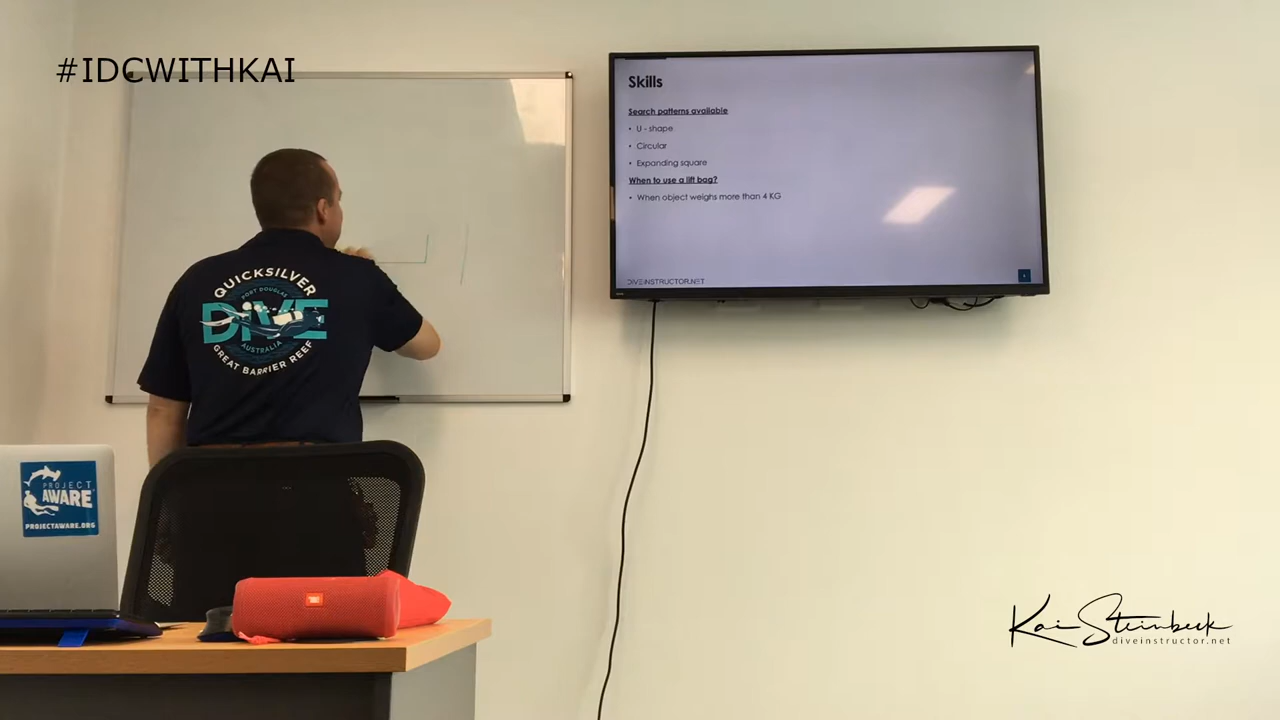 #IDCWITHKAI
Skills
Search patterns available
• U - shape
• Circular
• Expanding square
When to use a lift bag?
• When object weighs more than 4 KG
DIVEINSTRUCTOR.NET
QUICKSILVER
PORT DOUGLAS
DIVE
AUSTRALIA
GREAT BARRIER REEF
PROJECT
AWARE
PROJECTAWARE.ORG
JBL
Kai Steinbeck
diveinstructor.net